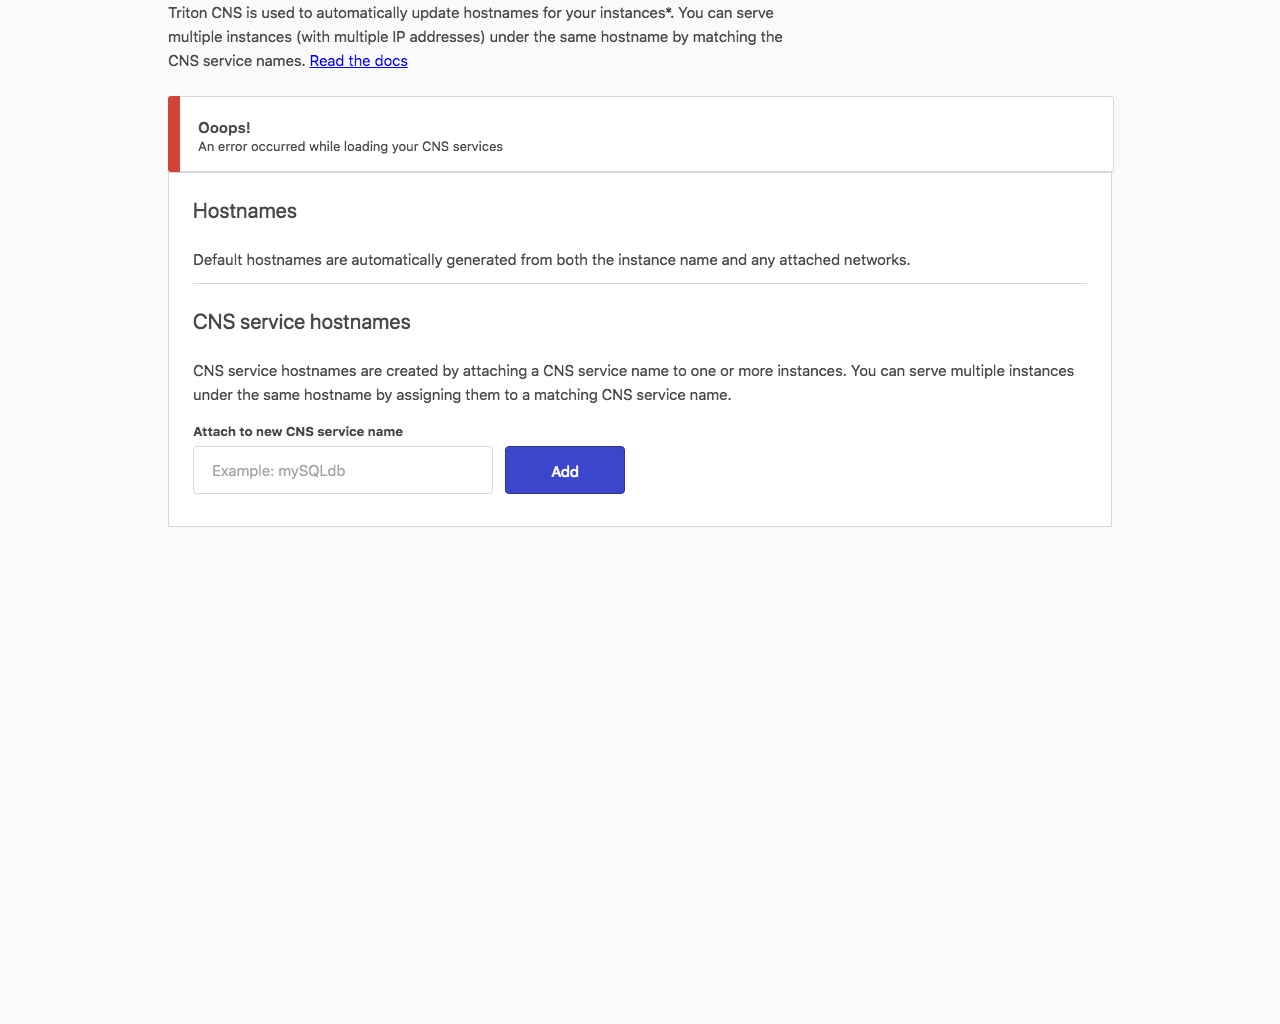 Triton CNS is used to automatically update hostnames for your instances*. You can serve
multiple instances (with multiple IP addresses) under the same hostname by matching the
CNS service names. Read the docs
Ooops!
An error occurred while loading your CNS services
Hostnames
Default hostnames are automatically generated from both the instance name and any attached networks.
CNS service hostnames
CNS service hostnames are created by attaching a CNS service name to one or more instances. You can serve multiple instances
under the same hostname by assigning them to a matching CNS service name.
Attach to new CNS service name
Example: mySQLdb
Add